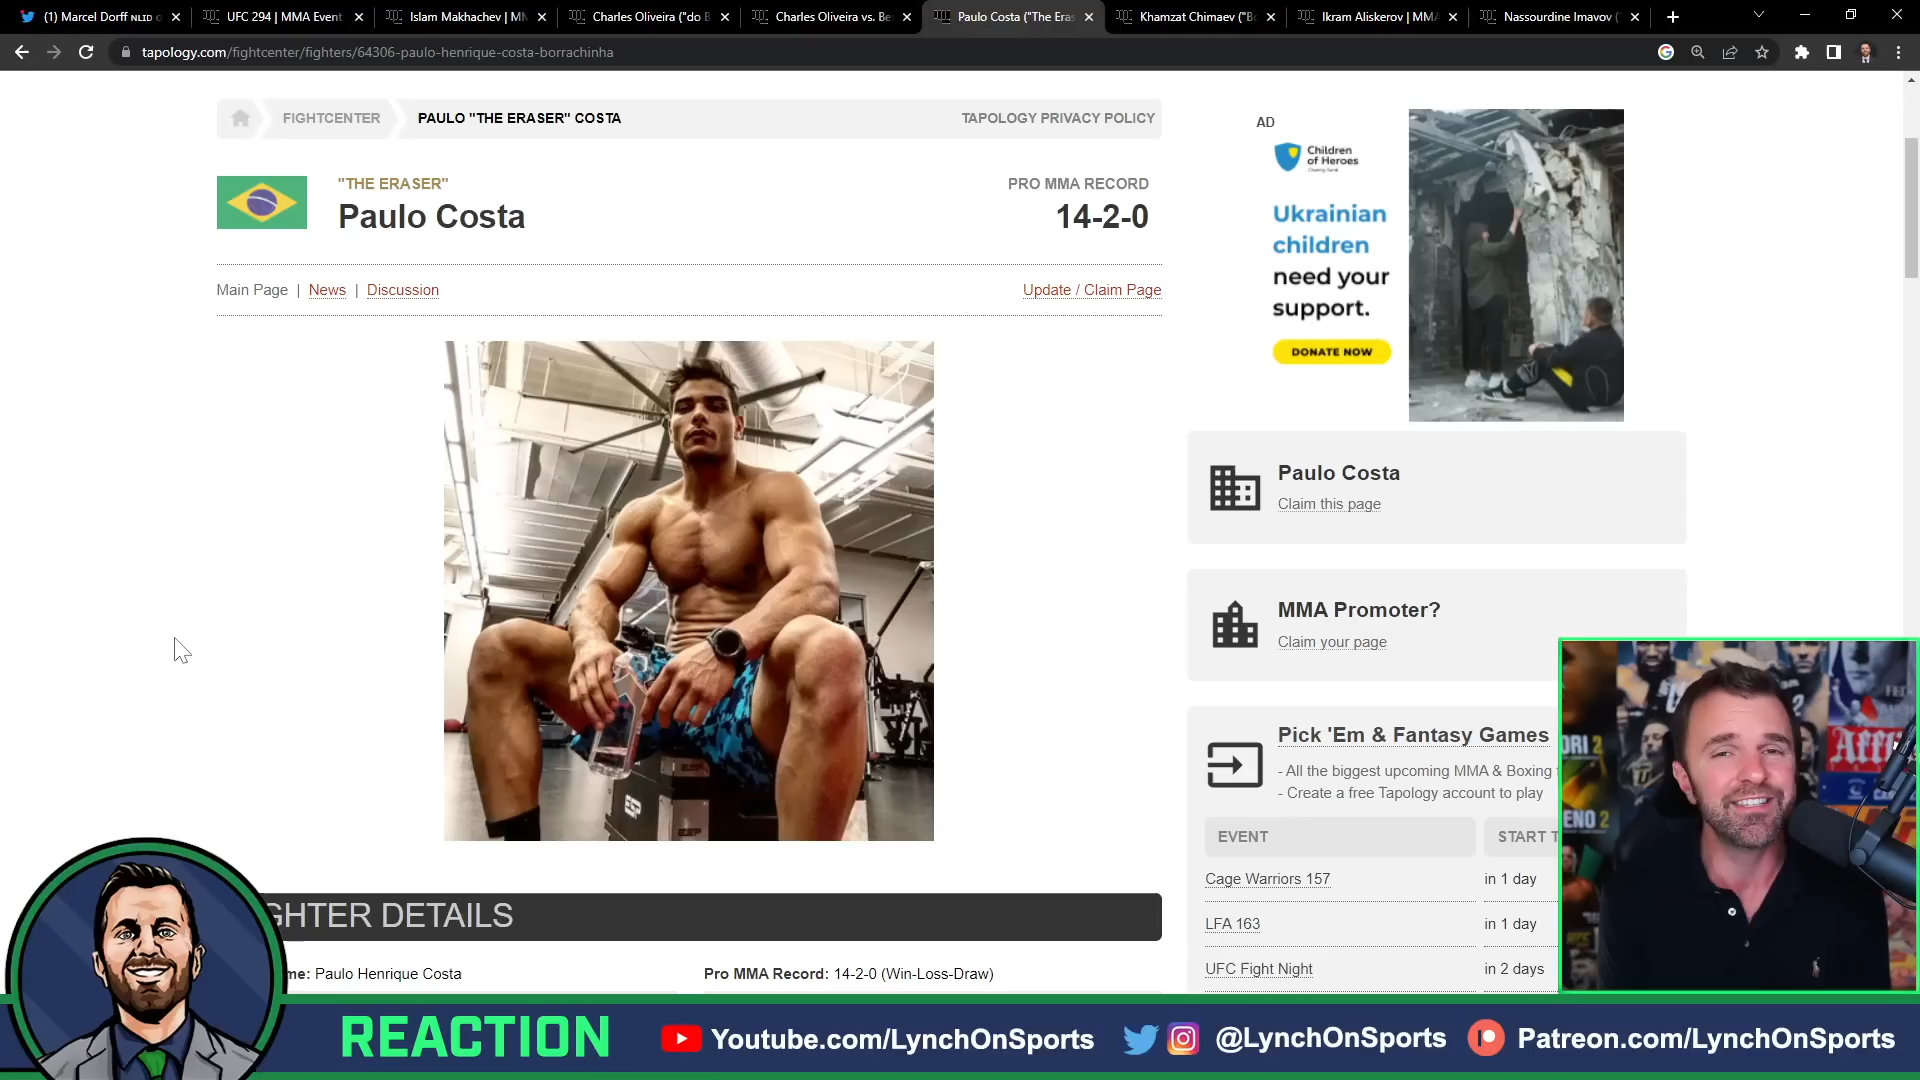 (1) Marcel Dorff NLID
UFC 294 | MMA Event
Islam Makhachev |
Charles Oliveira ("do
Charles Oliveira vs. Be
Paulo Costa ("The Eras
Khamzat Chimaev ("Bo
Ikram Aliskerov | MMA
Nassourdine Imavov
tapology.com/fightcenter/fighters/64306-paulo-henrique-costa-borrachinha
FIGHTCENTER
PAULO "THE ERASER" COSTA
TAPOLOGY PRIVACY POLICY
"THE ERASER"
Paulo Costa
PRO MMA RECORD
14-2-0
Main Page | News | Discussion
Update / Claim Page
ESP
AD
Children
of Heroes
Ukrainian
children
need your
support.
DONATE NOW
Paulo Costa
Claim this page
MMA Promoter?
Claim your page
Pick 'Em & Fantasy Games
- All the biggest upcoming MMA & Boxing
- Create a free Tapology account to play
EVENT
START T
Cage Warriors 157
in 1 day
LFA 163
in 1 day
UFC Fight Night
in 2 days
GHTER DETAILS
me: Paulo Henrique Costa
Pro MMA Record: 14-2-0 (Win-Loss-Draw)
REACTION
Youtube.com/LynchOnSports
@LynchOnSports
Patreon.com/LynchOnSports